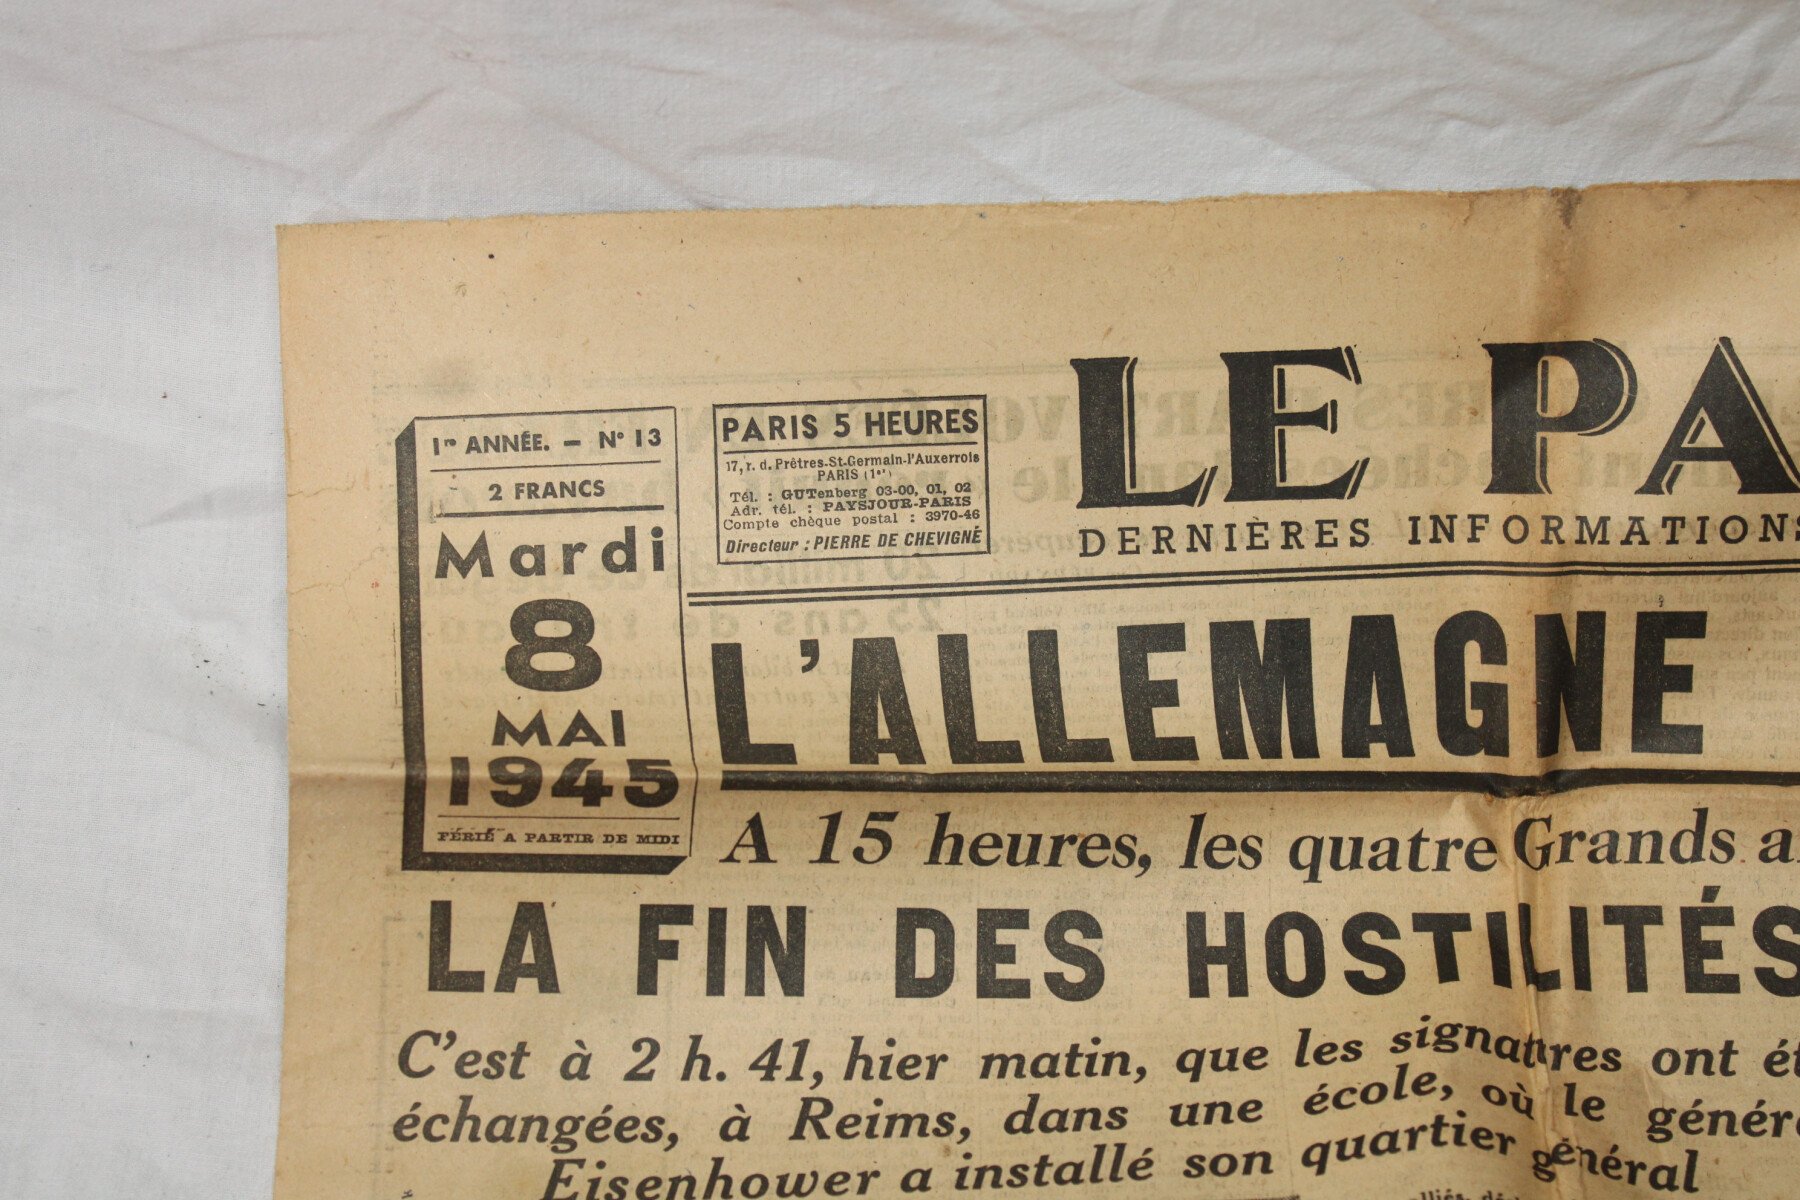 1re ANNÉE. — N° 13
2 FRANCS
Mardi
8
MAI
1945
FÉRIÉ A PARTIR DE MIDI
PARIS 5 HEURES
17, r. d. Prêtres-St-Germain-l'Auxerrois
PARIS (1er)
Tél. : GUTenberg 03-00, 01, 02
Adr. tél. : PAYSJOUR-PARIS
Compte chèque postal : 3970-46
Directeur : PIERRE DE CHEVIGNÉ
LE PA
DERNIÈRES INFORMATIONS
L'ALLEMAGNE
A 15 heures, les quatre Grands a
LA FIN DES HOSTILITÉS
C'est à 2 h. 41, hier matin, que les signatures ont ét
échangées, à Reims, dans une école, où le génér
Eisenhower a installé son quartier général